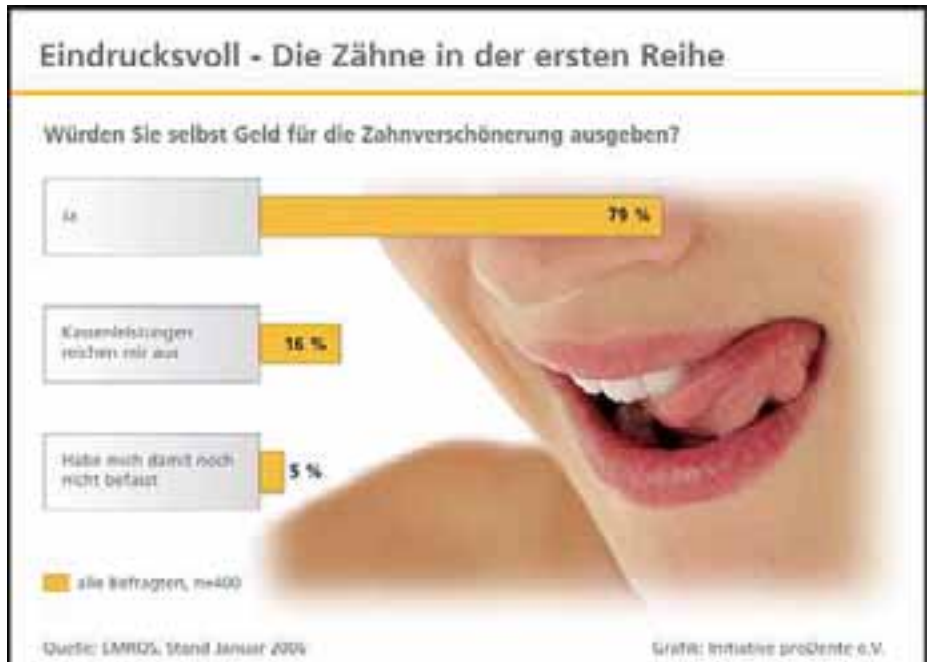 Eindrucksvoll - Die Zähne in der ersten Reihe
Würden Sie selbst Geld für die Zahnverschönerung ausgeben?
Ja
79 %
Kassenleistungen
reichen mir aus
16 %
Habe mich damit noch
nicht befasst
5 %
alle Befragten, n=400
Quelle: EMROS, Stand Januar 2006
Grafik: Initiative proDente e.V.